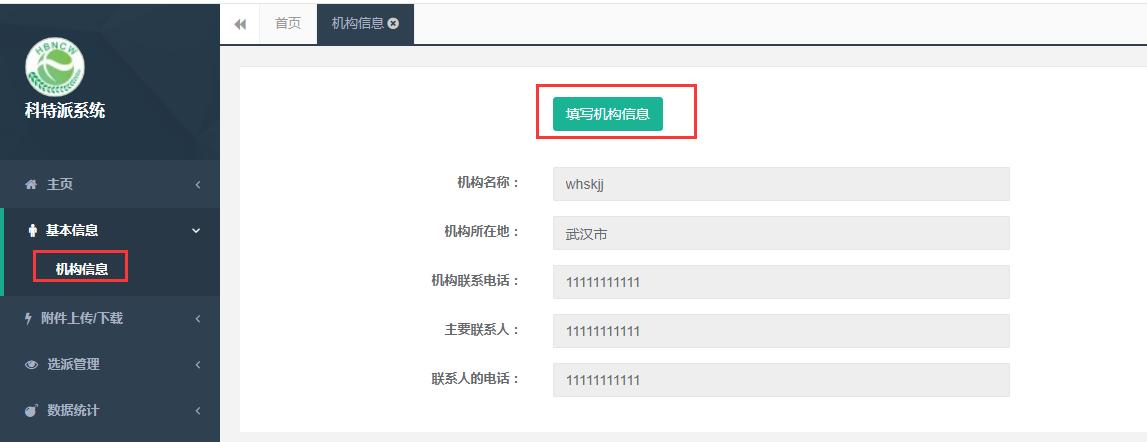 首页
机构信息
HBNCW
科特派系统
主页
基本信息
机构信息
附件上传/下载
选派管理
数据统计
填写机构信息
机构名称：
whskjj
机构所在地：
武汉市
机构联系电话：
11111111111
主要联系人：
11111111111
联系人的电话：
11111111111